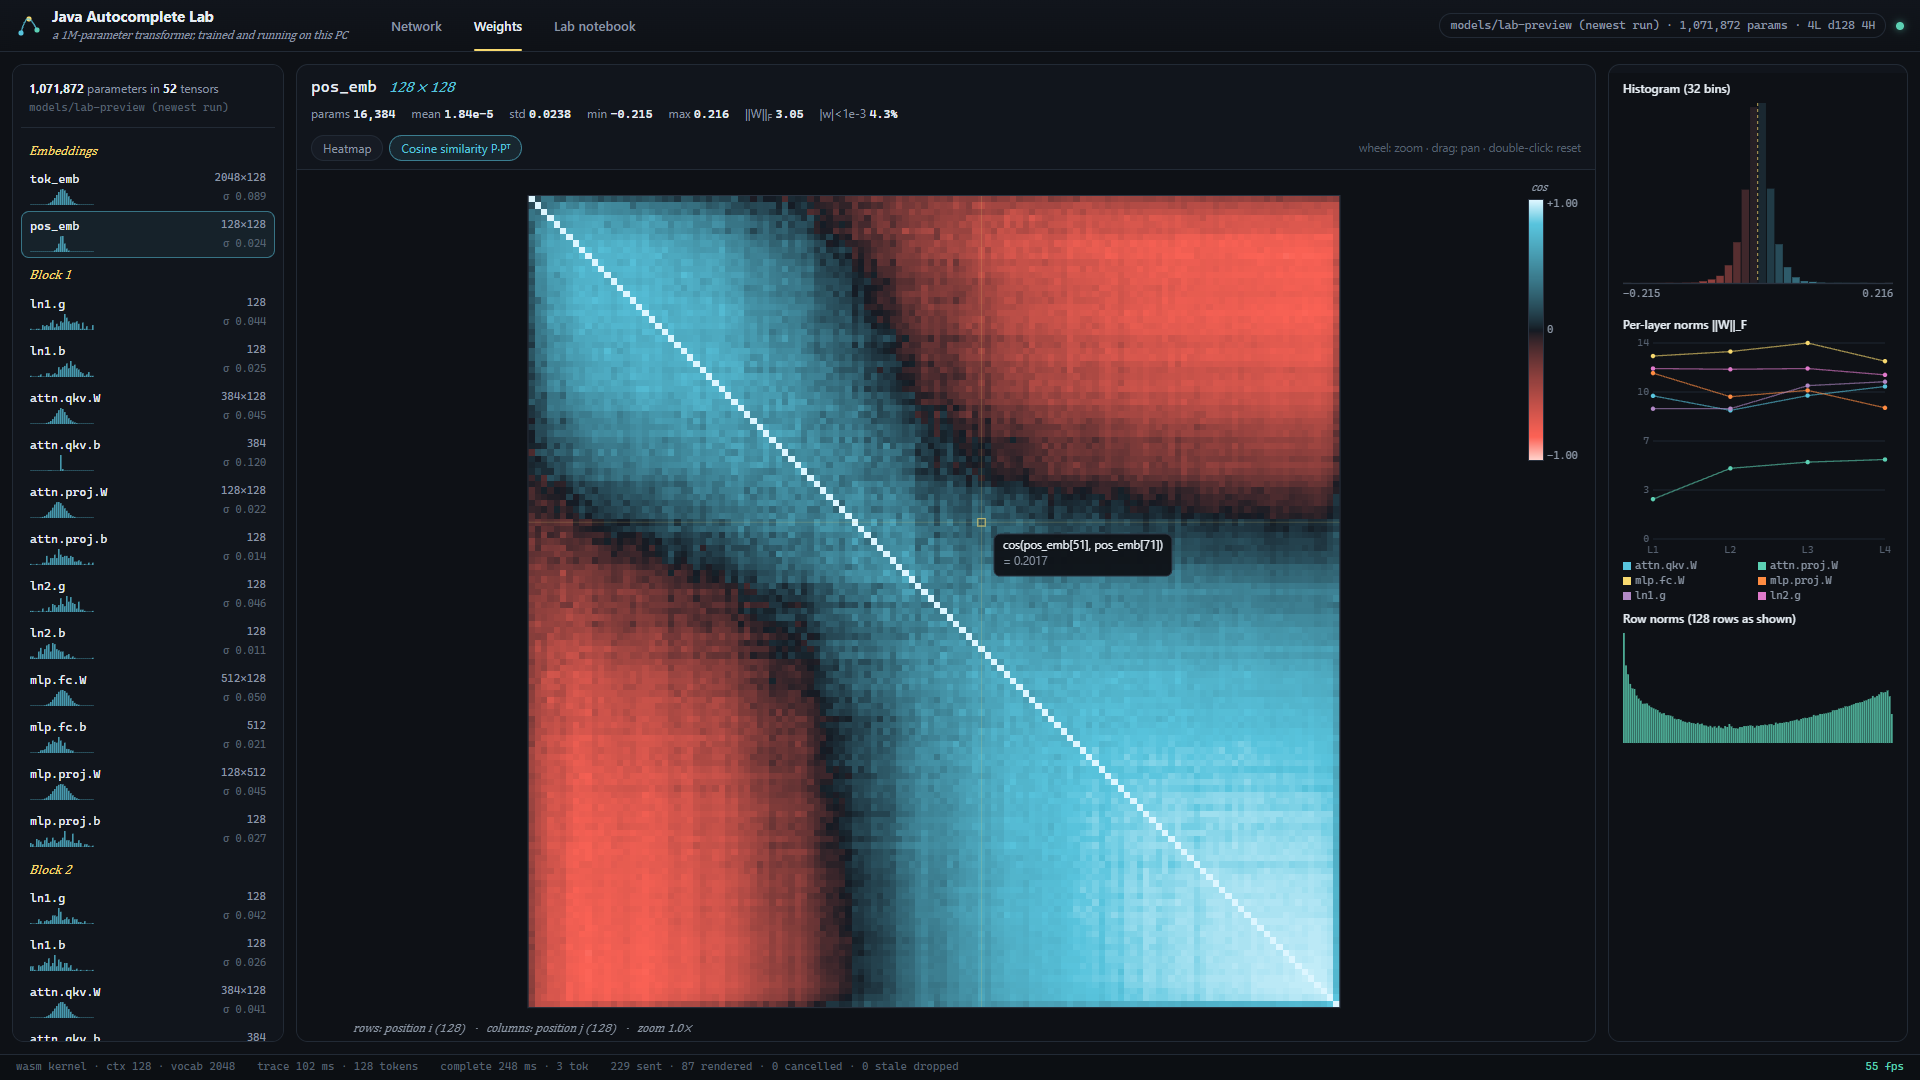 Java Autocomplete Lab
a 1M-parameter transformer, trained and running on this PC
Network
Weights
Lab notebook
models/lab-preview (newest run) · 1,071,872 params · 4L d128 4H
1,071,872 parameters in 52 tensors
models/lab-preview (newest run)
Embeddings
tok_emb 2048×128
σ 0.089
pos_emb 128×128
σ 0.024
Block 1
ln1.g 128
σ 0.044
ln1.b 128
σ 0.025
attn.qkv.W 384×128
σ 0.045
attn.qkv.b 384
σ 0.120
attn.proj.W 128×128
σ 0.022
attn.proj.b 128
σ 0.014
ln2.g 128
σ 0.046
ln2.b 128
σ 0.011
mlp.fc.W 512×128
σ 0.050
mlp.fc.b 512
σ 0.021
mlp.proj.W 128×512
σ 0.045
mlp.proj.b 128
σ 0.027
Block 2
ln1.g 128
σ 0.042
ln1.b 128
σ 0.026
attn.qkv.W 384×128
σ 0.041
attn.qkv.b 384
pos_emb 128 × 128
params 16,384 mean 1.84e−5 std 0.0238 min −0.215 max 0.216 ||W||F 3.05 |w|<1e-3 4.3%
Heatmap
Cosine similarity P·Pᵀ
wheel: zoom · drag: pan · double-click: reset
cos
+1.00
0
−1.00
cos(pos_emb[51], pos_emb[71])
= 0.2017
rows: position i (128) · columns: position j (128) · zoom 1.0×
Histogram (32 bins)
−0.215 0.216
Per-layer norms ||W||_F
14
10
7
3
0
L1 L2 L3 L4
attn.qkv.W attn.proj.W
mlp.fc.W mlp.proj.W
ln1.g ln2.g
Row norms (128 rows as shown)
wasm kernel · ctx 128 · vocab 2048 trace 102 ms · 128 tokens complete 248 ms · 3 tok 229 sent · 87 rendered · 0 cancelled · 0 stale dropped
55 fps